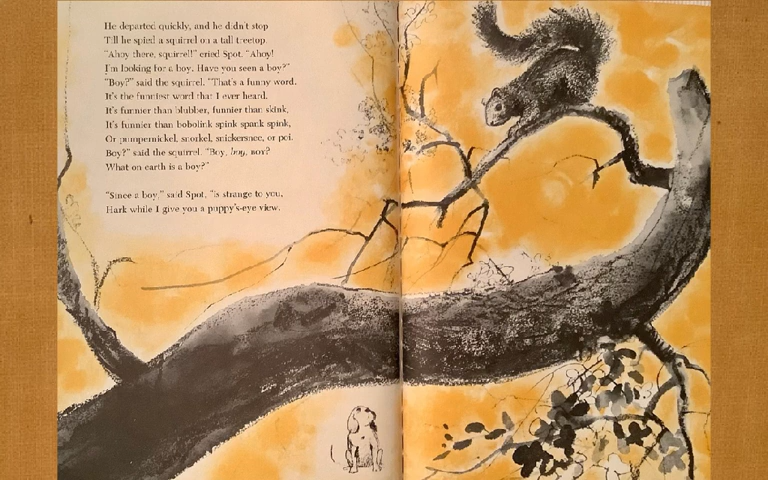 He departed quickly, and he didn't stop
Till he spied a squirrel on a tall treetop.
"Ahoy there, squirrel!" cried Spot. "Ahoy!
I'm looking for a boy. Have you seen a boy?"
"Boy?" said the squirrel. "That's a funny word.
It's the funniest word that I ever heard.
It's funnier than blubber, funnier than skink,
It's funnier than bobolink spink spank spink,
Or pumpernickel, snorkel, snickersnee, or poi.
Boy?" said the squirrel. "Boy, boy, boy?
What on earth is a boy?"
"Since a boy," said Spot, "is strange to you,
Hark while I give you a puppy's-eye view.